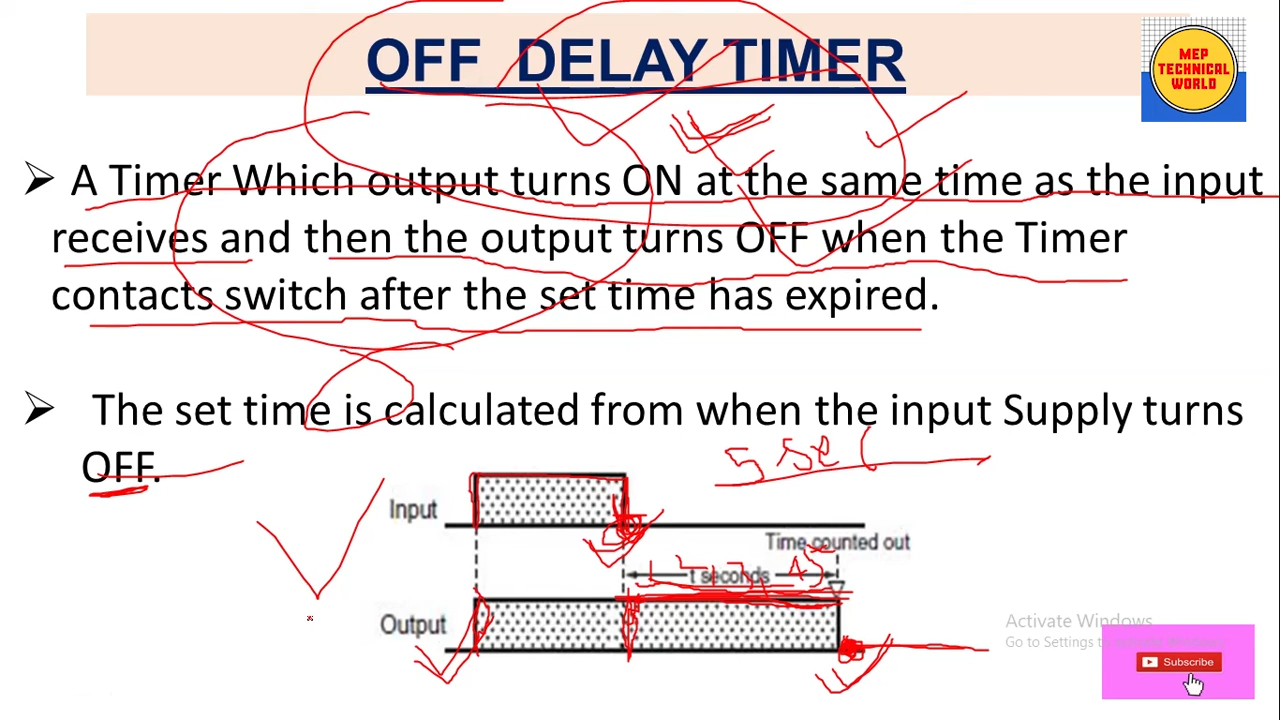 OFF DELAY TIMER
MEP
TECHNICAL
WORLD
➢ A Timer Which output turns ON at the same time as the input
receives and then the output turns OFF when the Timer
contacts switch after the set time has expired.
➢ The set time is calculated from when the input Supply turns
OFF.
5 sec
Input
Time counted out
t seconds
Output
Activate Windows
Subscribe